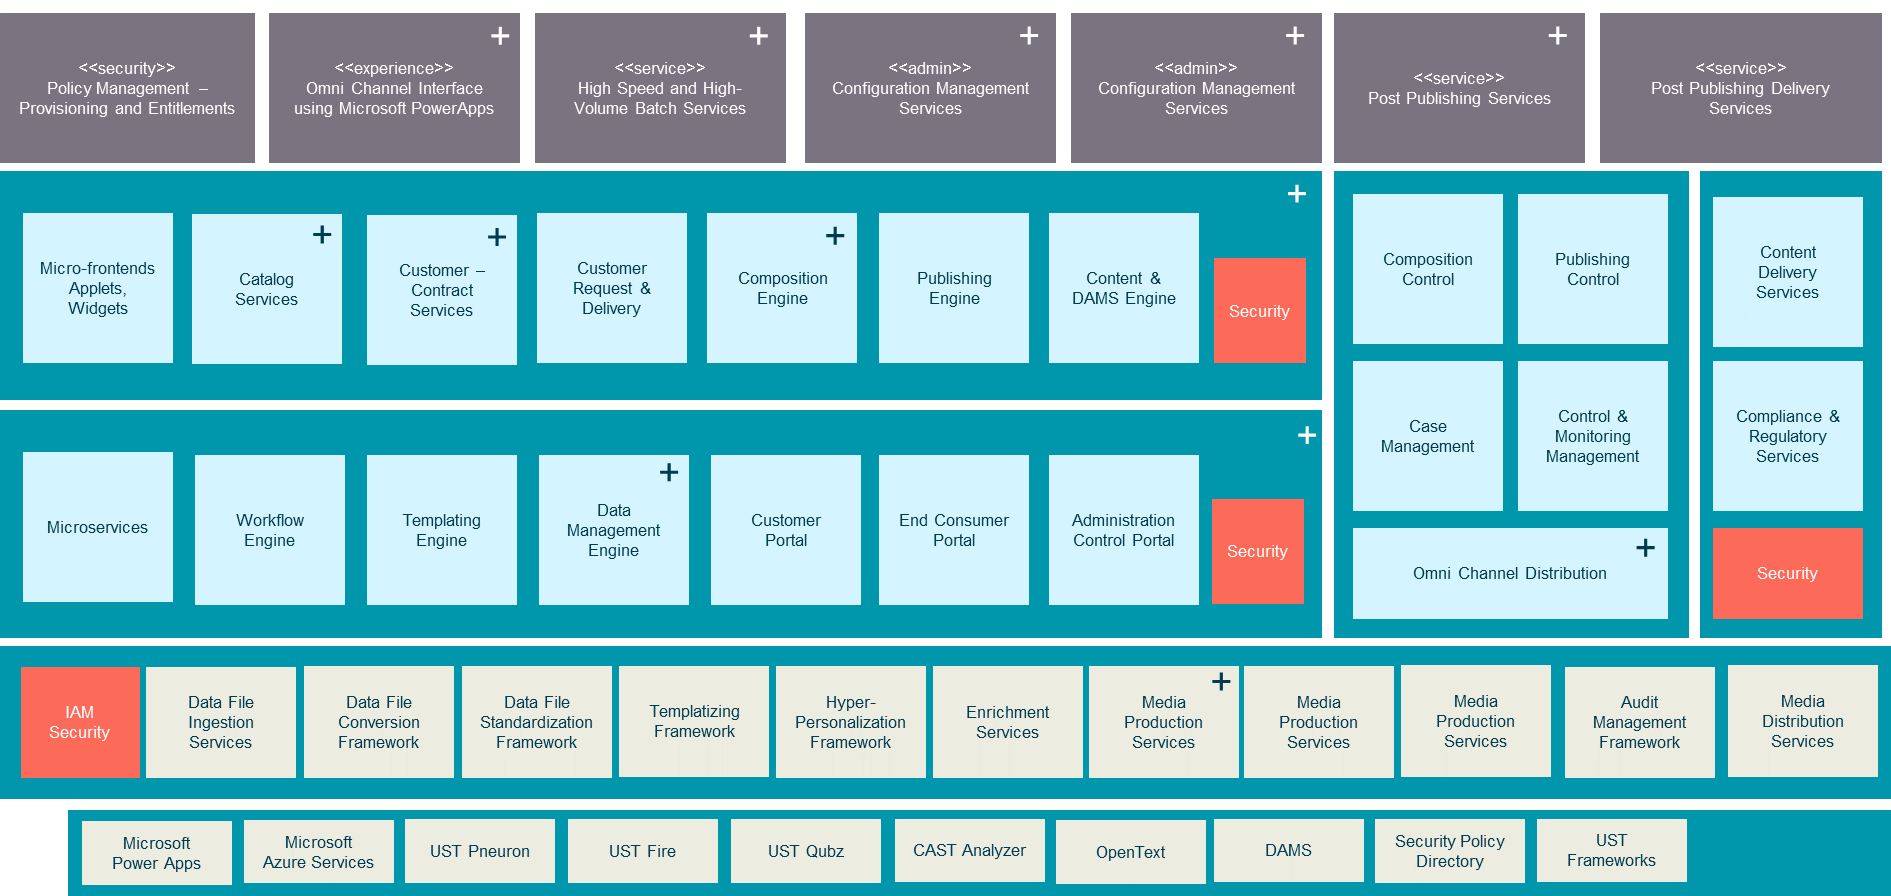 <<security>>
Policy Management –
Provisioning and Entitlements
<<experience>>
Omni Channel Interface
using Microsoft PowerApps
<<service>>
High Speed and High-
Volume Batch Services
<<admin>>
Configuration Management
Services
<<admin>>
Configuration Management
Services
<<service>>
Post Publishing Services
<<service>>
Post Publishing Delivery
Services
Micro-frontends
Applets,
Widgets
Catalog
Services
Customer –
Contract
Services
Customer
Request &
Delivery
Composition
Engine
Publishing
Engine
Content &
DAMS Engine
Security
Microservices
Workflow
Engine
Templating
Engine
Data
Management
Engine
Customer
Portal
End Consumer
Portal
Administration
Control Portal
Security
Composition
Control
Publishing
Control
Case
Management
Control &
Monitoring
Management
Omni Channel Distribution
Content
Delivery
Services
Compliance &
Regulatory
Services
Security
IAM
Security
Data File
Ingestion
Services
Data File
Conversion
Framework
Data File
Standardization
Framework
Templatizing
Framework
Hyper-
Personalization
Framework
Enrichment
Services
Media
Production
Services
Media
Production
Services
Media
Production
Services
Audit
Management
Framework
Media
Distribution
Services
Microsoft
Power Apps
Microsoft
Azure Services
UST Pneuron
UST Fire
UST Qubz
CAST Analyzer
OpenText
DAMS
Security Policy
Directory
UST
Frameworks